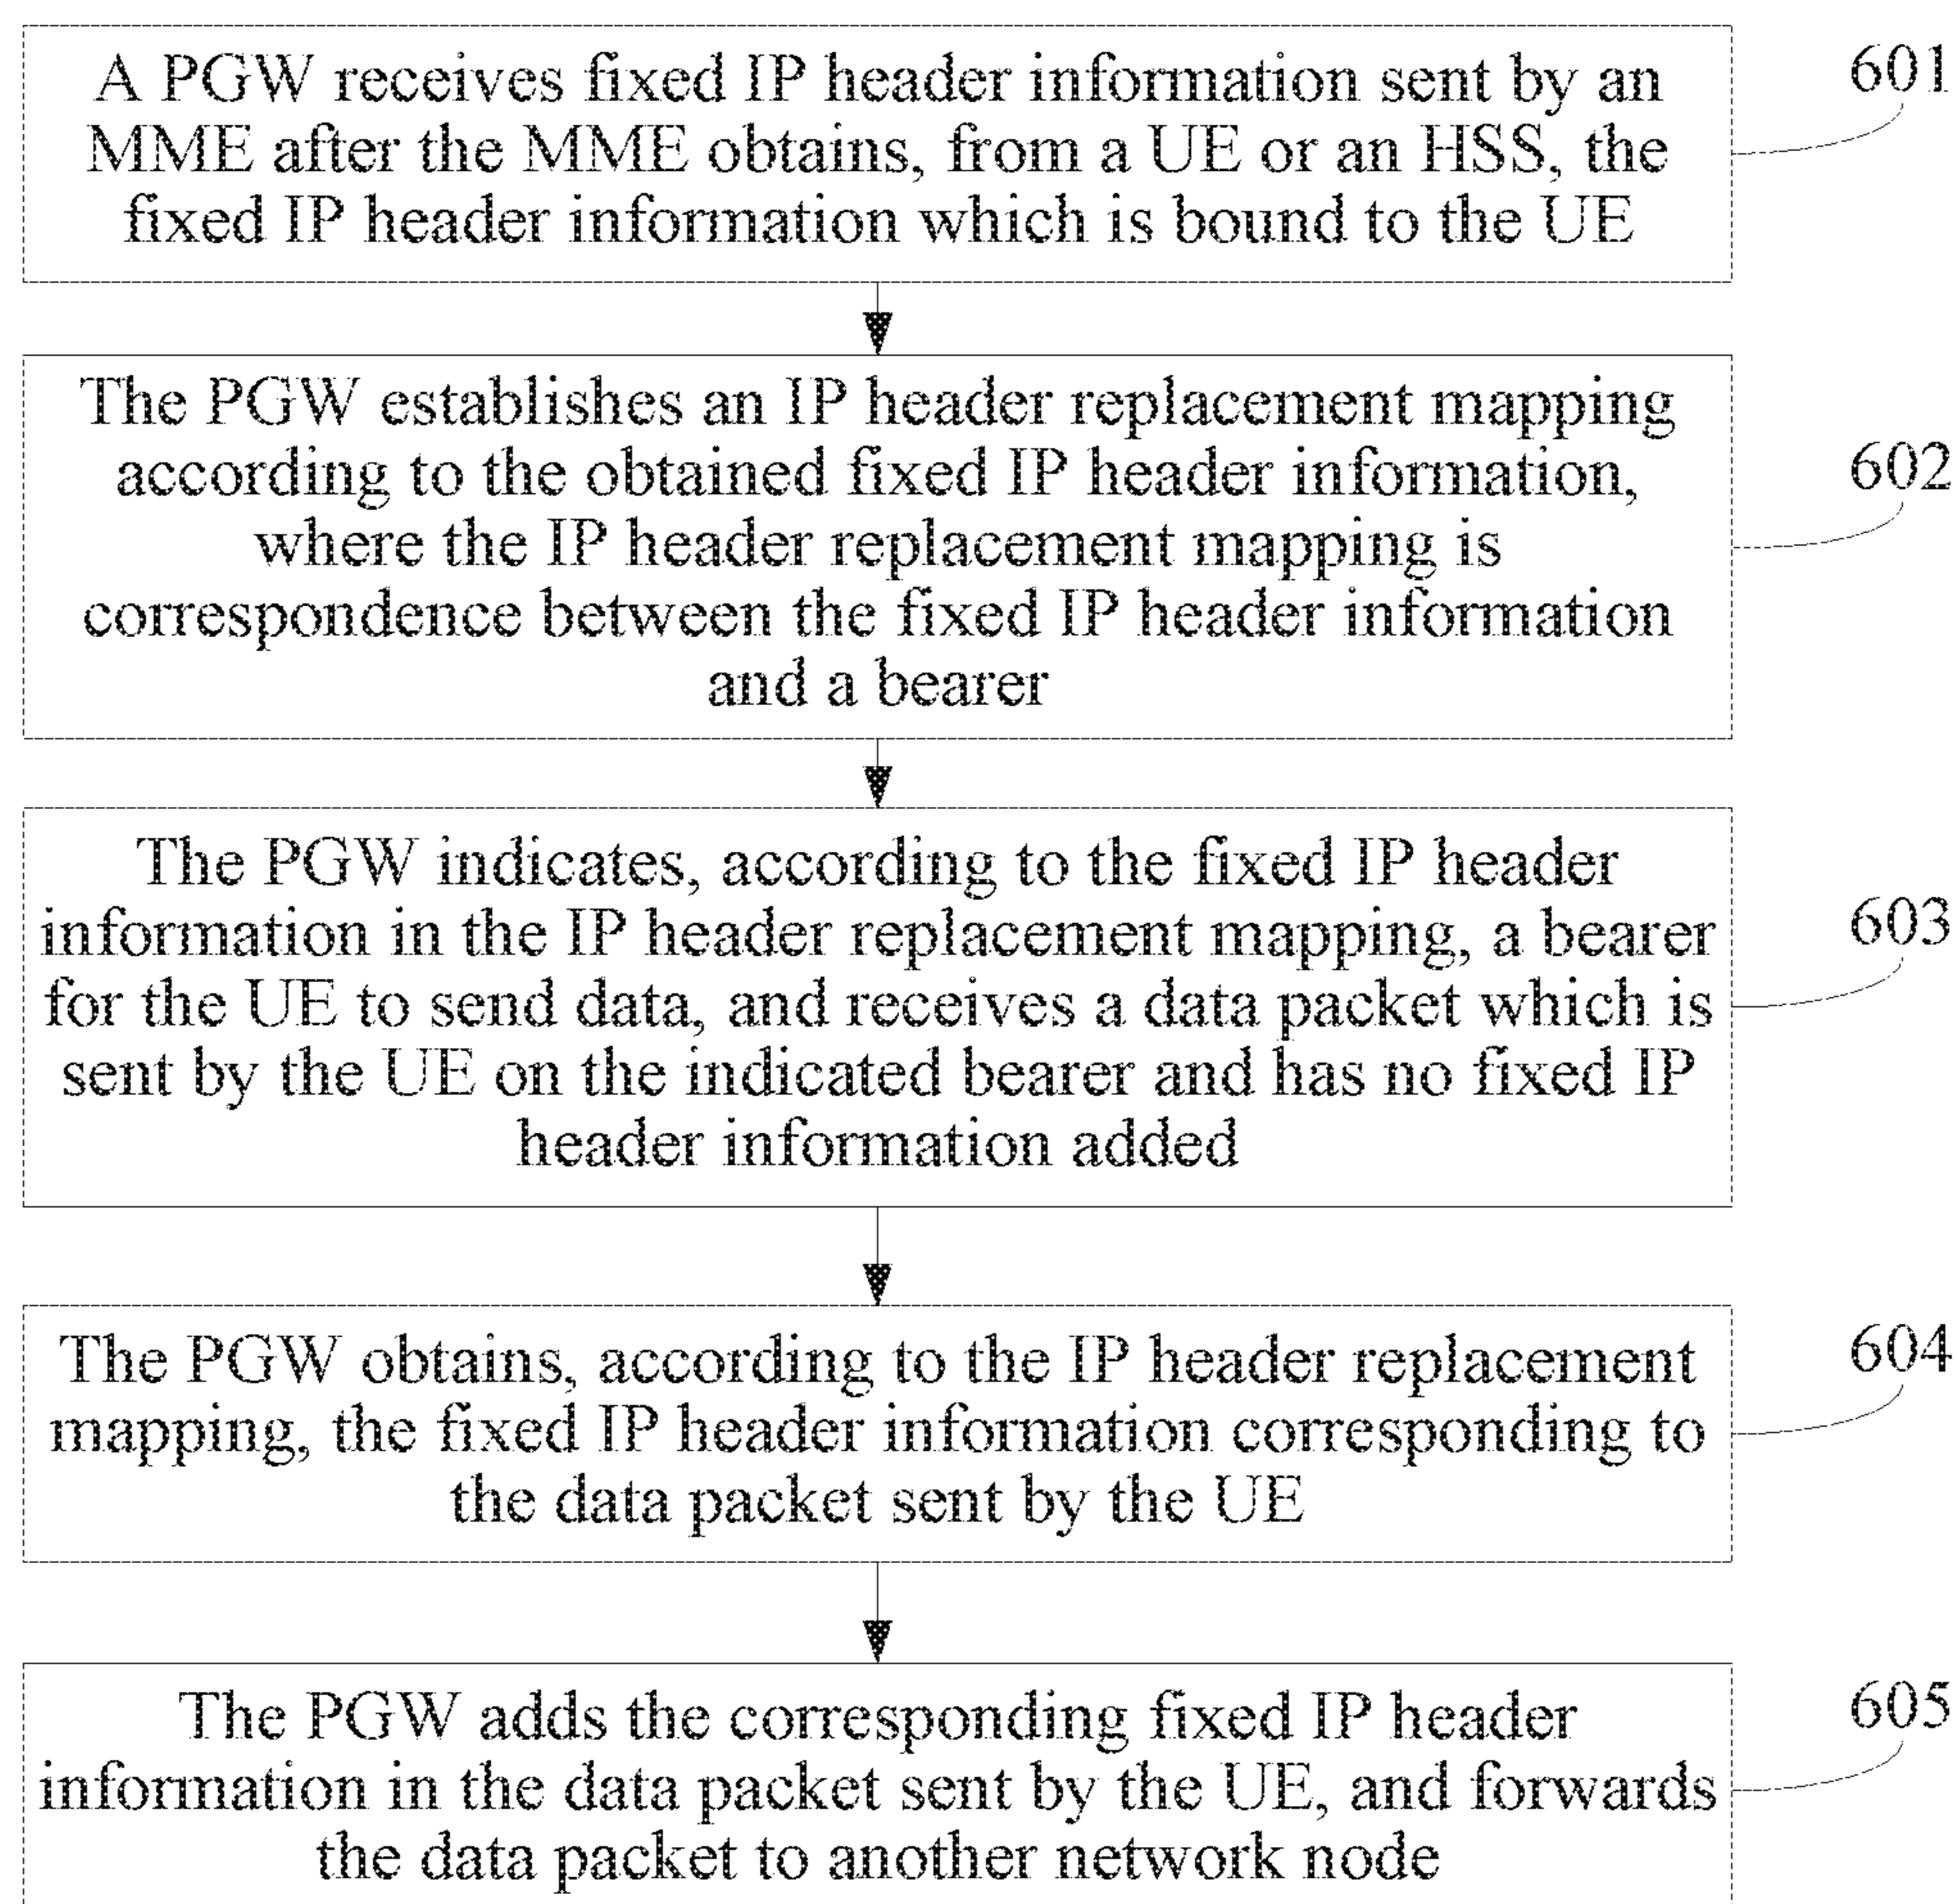 A PGW receives fixed IP header information sent by an
MME after the MME obtains, from a UE or an HSS, the
fixed IP header information which is bound to the UE
601
The PGW establishes an IP header replacement mapping
according to the obtained fixed IP header information,
where the IP header replacement mapping is
correspondence between the fixed IP header information
and a bearer
602
The PGW indicates, according to the fixed IP header
information in the IP header replacement mapping, a bearer
for the UE to send data, and receives a data packet which is
sent by the UE on the indicated bearer and has no fixed IP
header information added
603
The PGW obtains, according to the IP header replacement
mapping, the fixed IP header information corresponding to
the data packet sent by the UE
604
The PGW adds the corresponding fixed IP header
information in the data packet sent by the UE, and forwards
the data packet to another network node
605